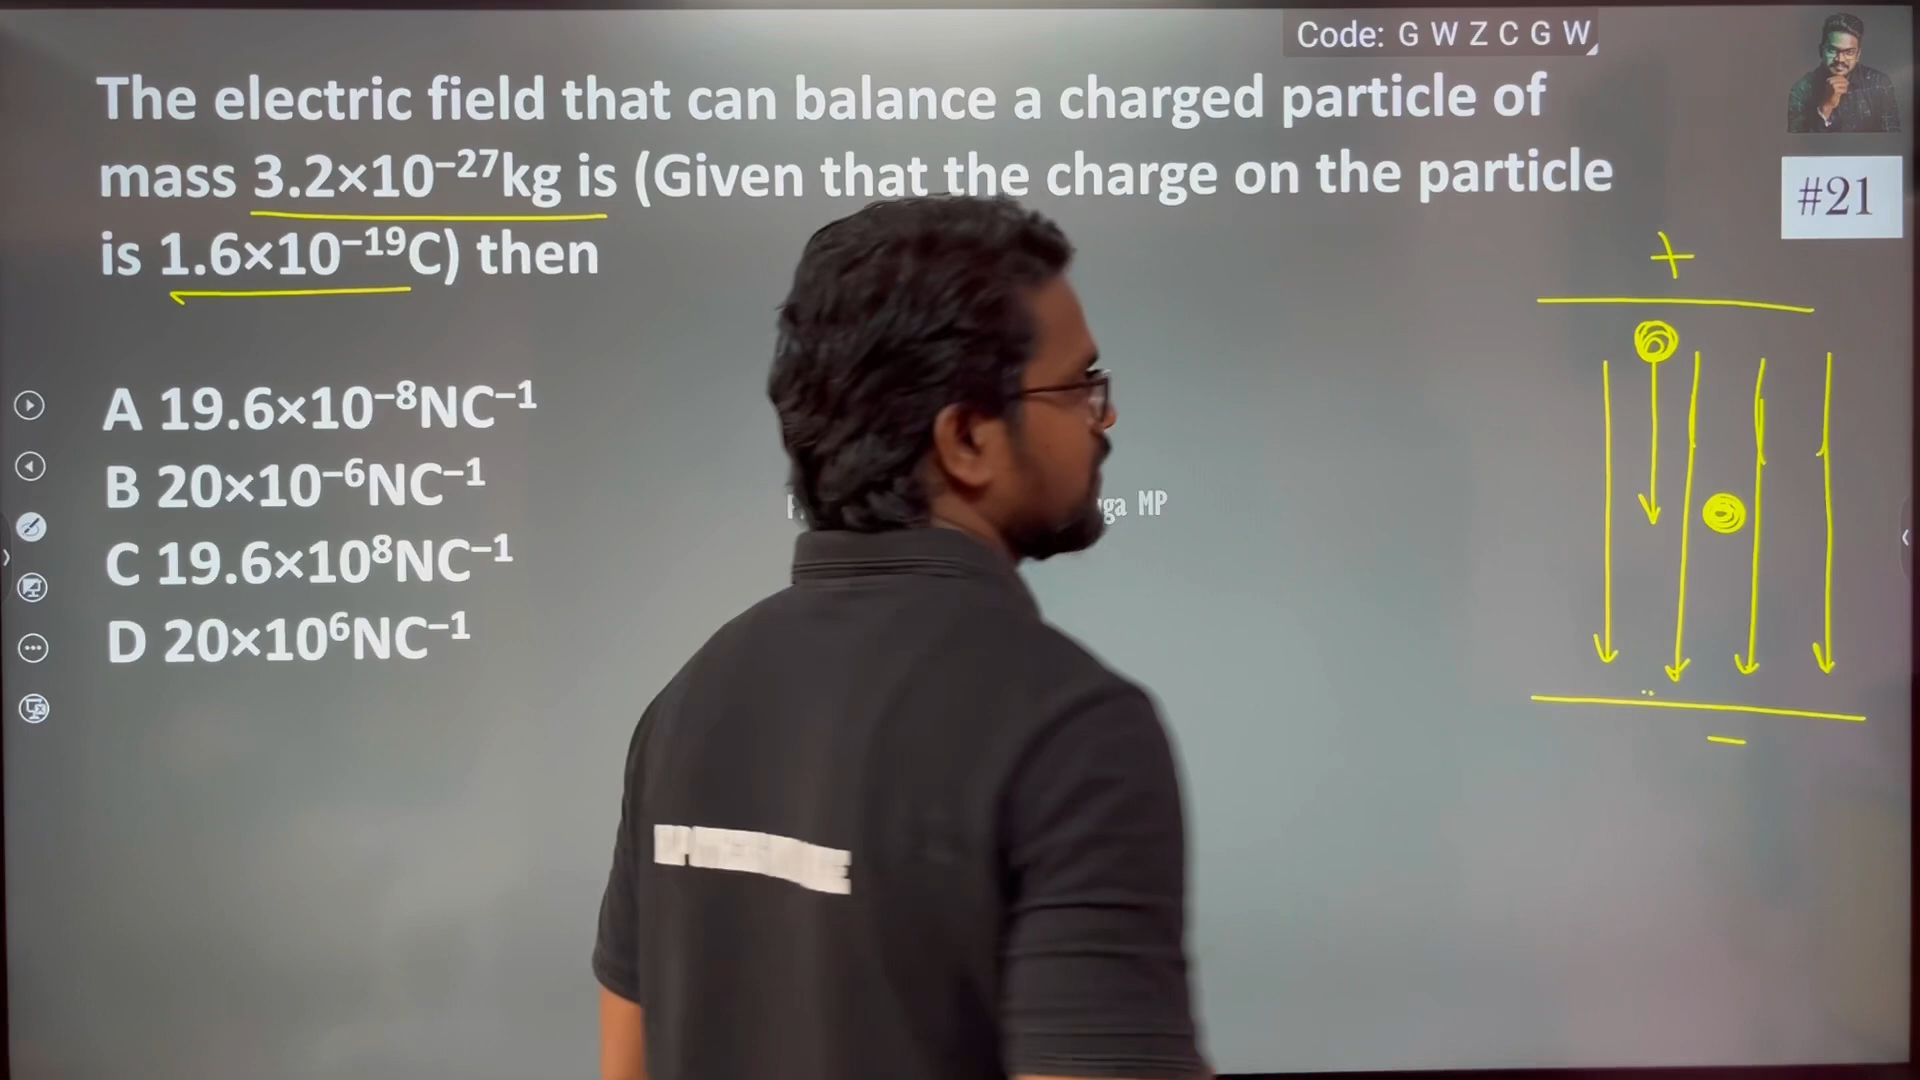 Code: G W Z C G W
The electric field that can balance a charged particle of
mass 3.2×10⁻²⁷kg is (Given that the charge on the particle
is 1.6×10⁻¹⁹C) then
#21
+
A 19.6×10⁻⁸NC⁻¹
B 20×10⁻⁶NC⁻¹
C 19.6×10⁸NC⁻¹
D 20×10⁶NC⁻¹
MP
−